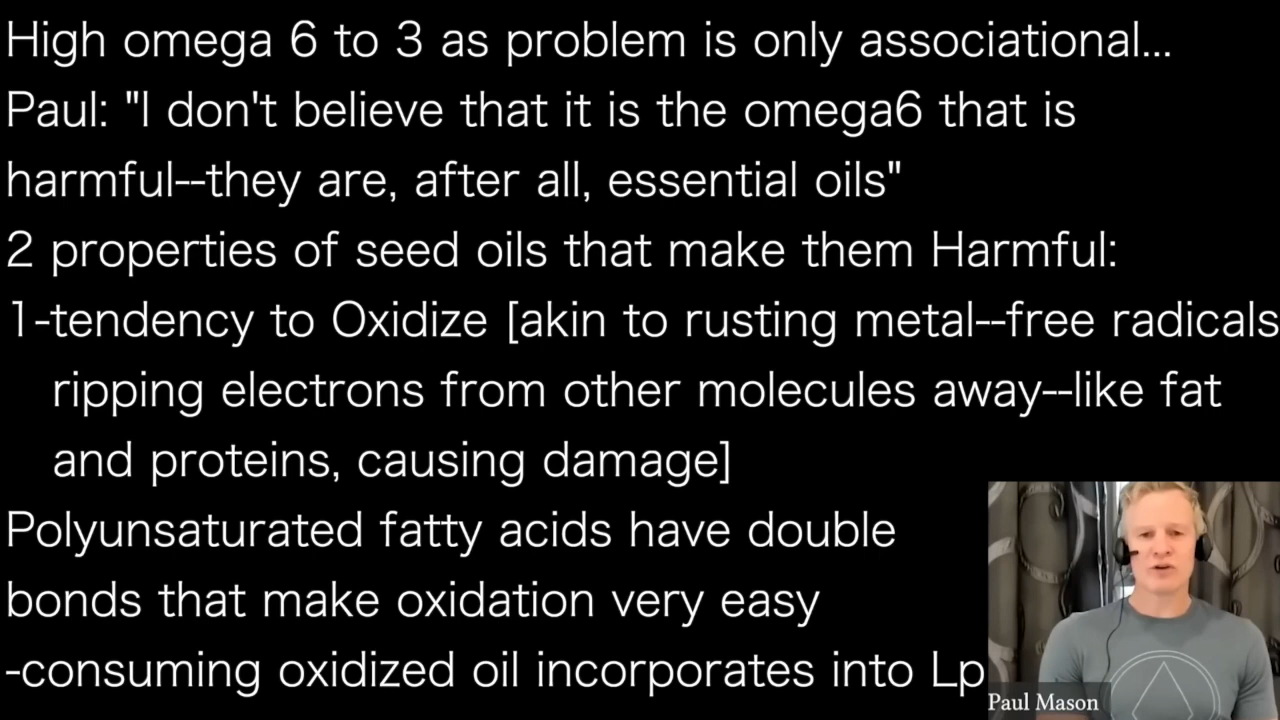 High omega 6 to 3 as problem is only associational...
Paul: "I don't believe that it is the omega6 that is
harmful--they are, after all, essential oils"
2 properties of seed oils that make them Harmful:
1-tendency to Oxidize [akin to rusting metal--free radicals
ripping electrons from other molecules away--like fat
and proteins, causing damage]
Polyunsaturated fatty acids have double
bonds that make oxidation very easy
-consuming oxidized oil incorporates into Lp
Paul Mason